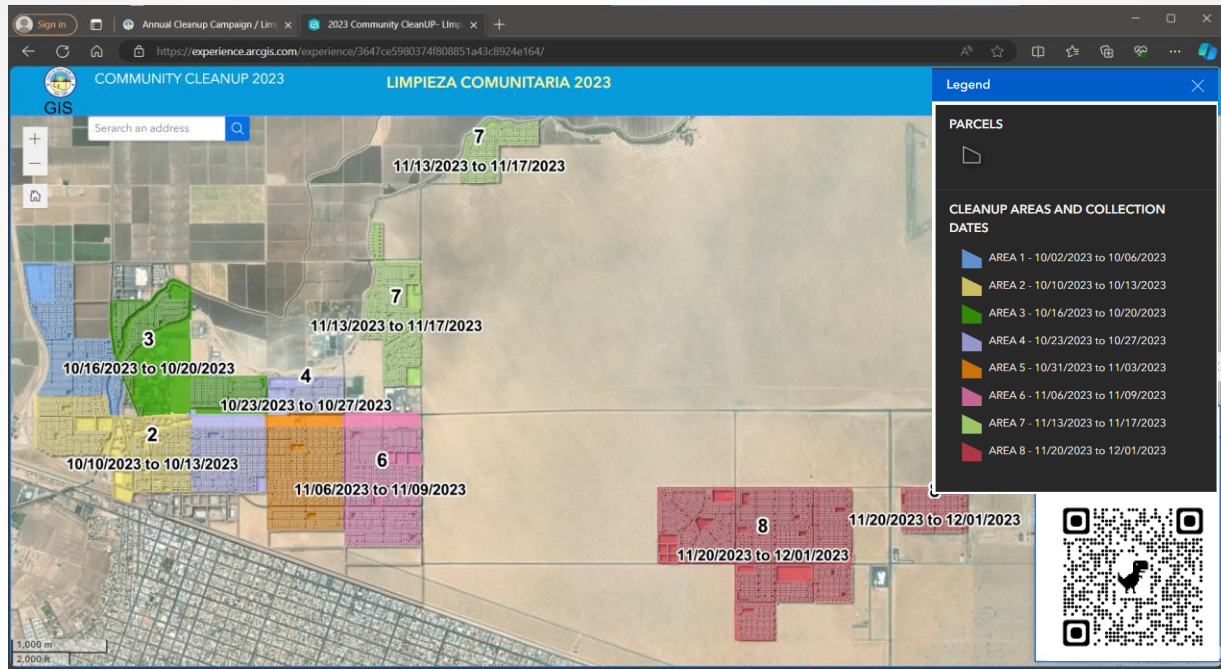 Sign in
Annual Cleanup Campaign / Lim
2023 Community CleanUP- LImp
https://experience.arcgis.com/experience/3647ce5980374f808851a43c8924e164/
GIS
COMMUNITY CLEANUP 2023
LIMPIEZA COMUNITARIA 2023
Serarch an address
7
11/13/2023 to 11/17/2023
7
11/13/2023 to 11/17/2023
3
10/16/2023 to 10/20/2023
4
10/23/2023 to 10/27/2023
2
10/10/2023 to 10/13/2023
6
11/06/2023 to 11/09/2023
8
11/20/2023 to 12/01/2023
11/20/2023 to 12/01/2023
1,000 m
2,000 ft
Legend
PARCELS
CLEANUP AREAS AND COLLECTION
DATES
AREA 1 - 10/02/2023 to 10/06/2023
AREA 2 - 10/10/2023 to 10/13/2023
AREA 3 - 10/16/2023 to 10/20/2023
AREA 4 - 10/23/2023 to 10/27/2023
AREA 5 - 10/31/2023 to 11/03/2023
AREA 6 - 11/06/2023 to 11/09/2023
AREA 7 - 11/13/2023 to 11/17/2023
AREA 8 - 11/20/2023 to 12/01/2023